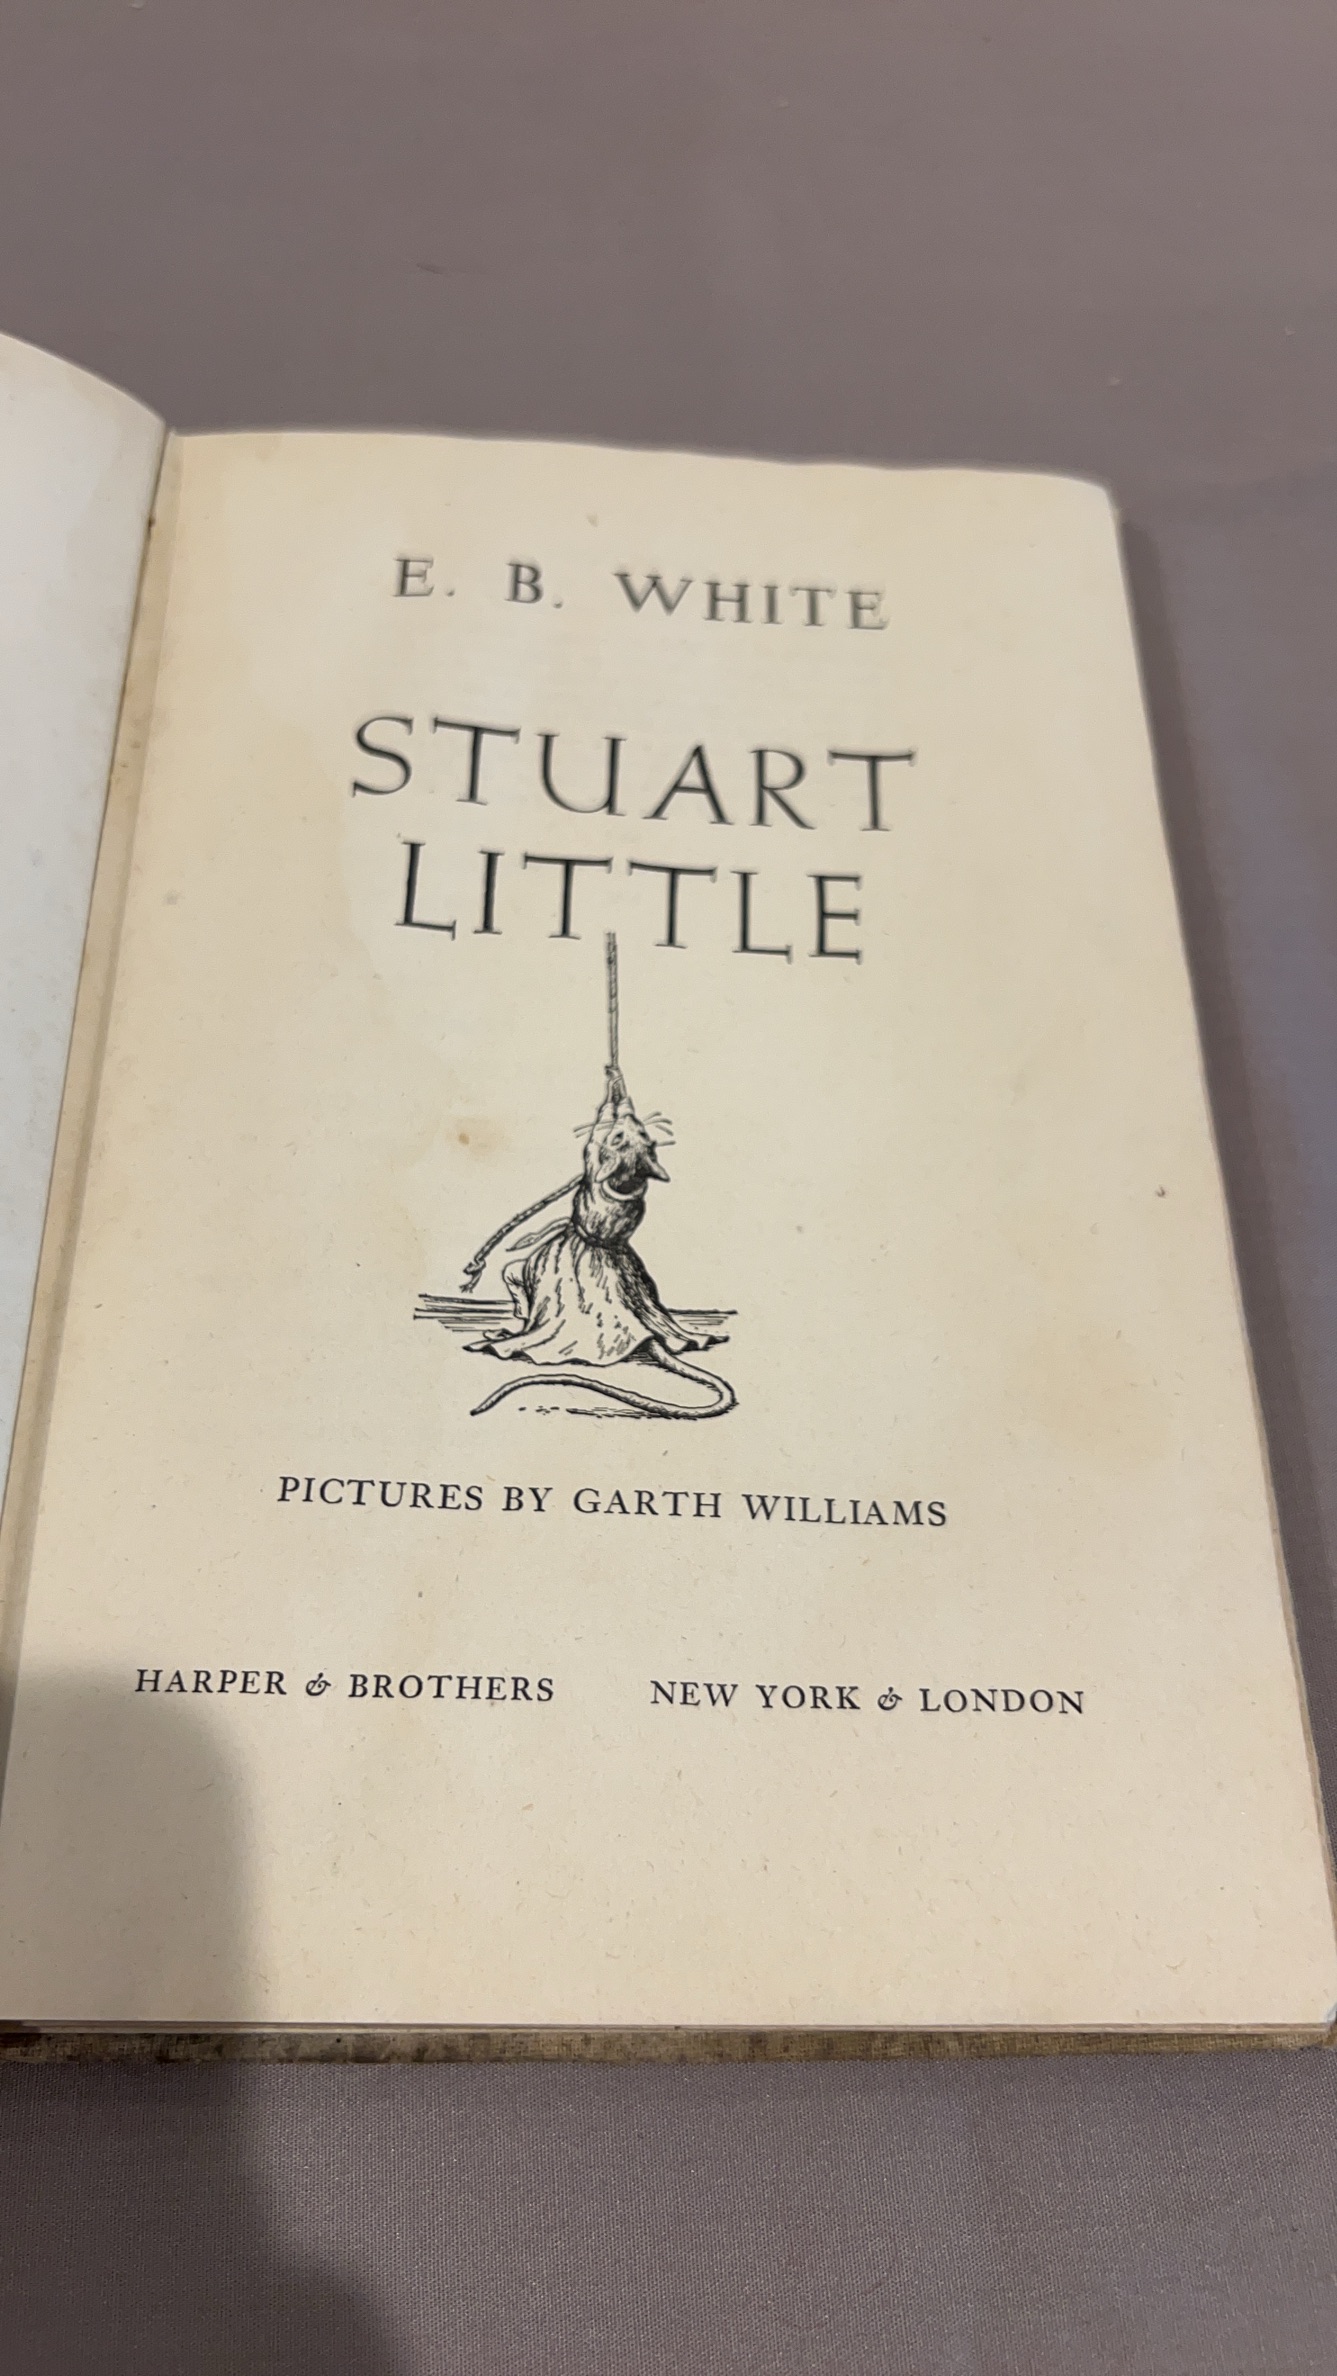 E. B. WHITE
STUART
LITTLE
PICTURES BY GARTH WILLIAMS
HARPER & BROTHERS NEW YORK & LONDON